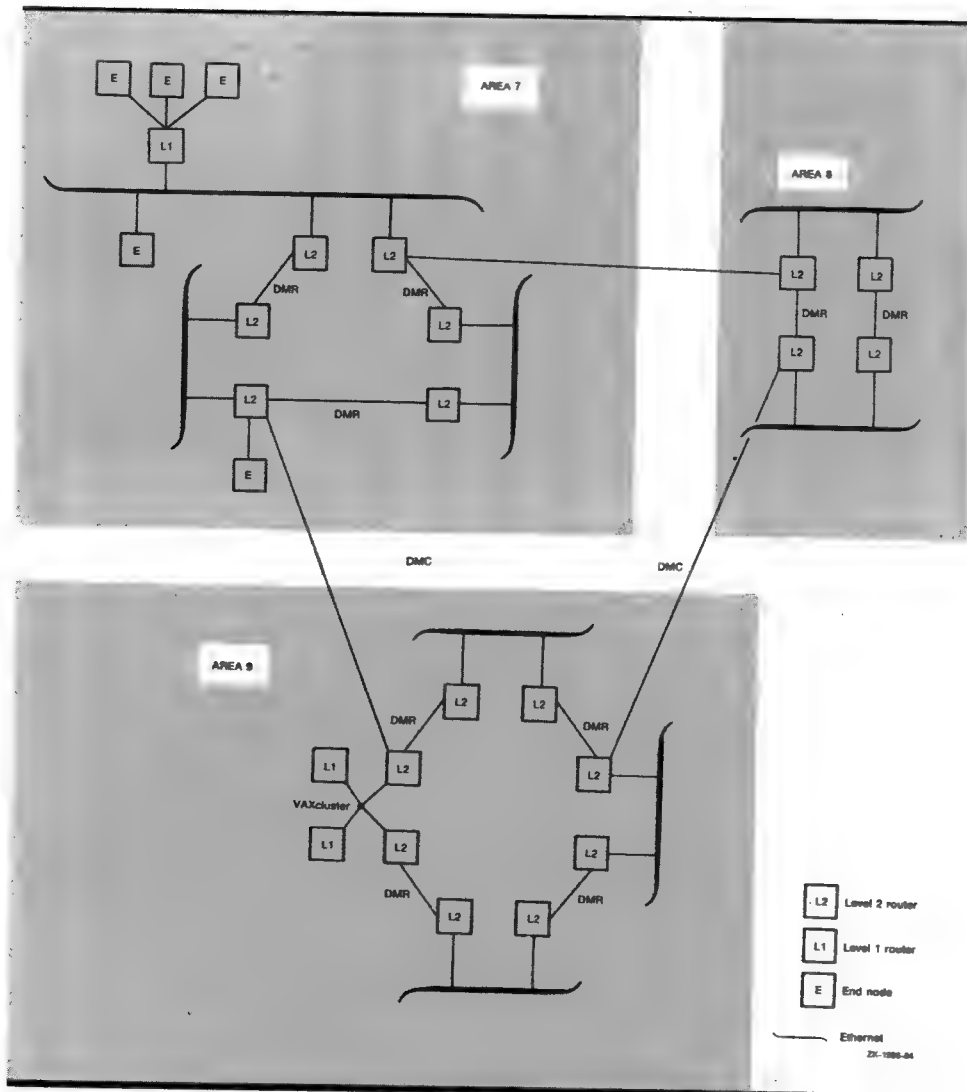 E E E
AREA 7
L1
AREA 8
E
L2 L2
L2 L2
DMR DMR
L2 L2
DMR DMR
L2 L2
L2 DMR L2
E
DMC DMC
AREA 9
L2 L2
DMR DMR
L1 L2 L2
VAXcluster
L1 L2 L2
DMR DMR
L2 L2
L2 Level 2 router
L1 Level 1 router
E End node
Ethernet